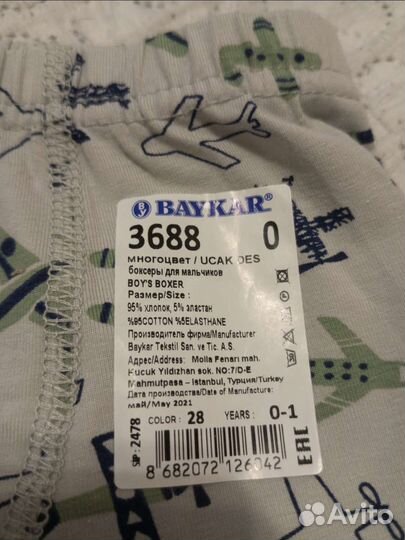 BAYKAR
3688 0
многоцвет / UCAK DES
боксеры для мальчиков
BOY'S BOXER
Размер/Size :
95% хлопок, 5% эластан
%95COTTON %5ELASTHANE
Производитель фирма/Manufacturer
Baykar Tekstil San. ve Tic. A.S.
Адрес/Address: Molla Fenari mah.
Kucuk Yildizhan sok. NO:7/D-E
Mahmutpasa – Istanbul, Турция/Turkey
Дата производства/Date of Manufacture:
май/May 2021
COLOR : 28 YEARS : 0-1
SIP : 2478
8 682072 126042
EAC
30
Avito